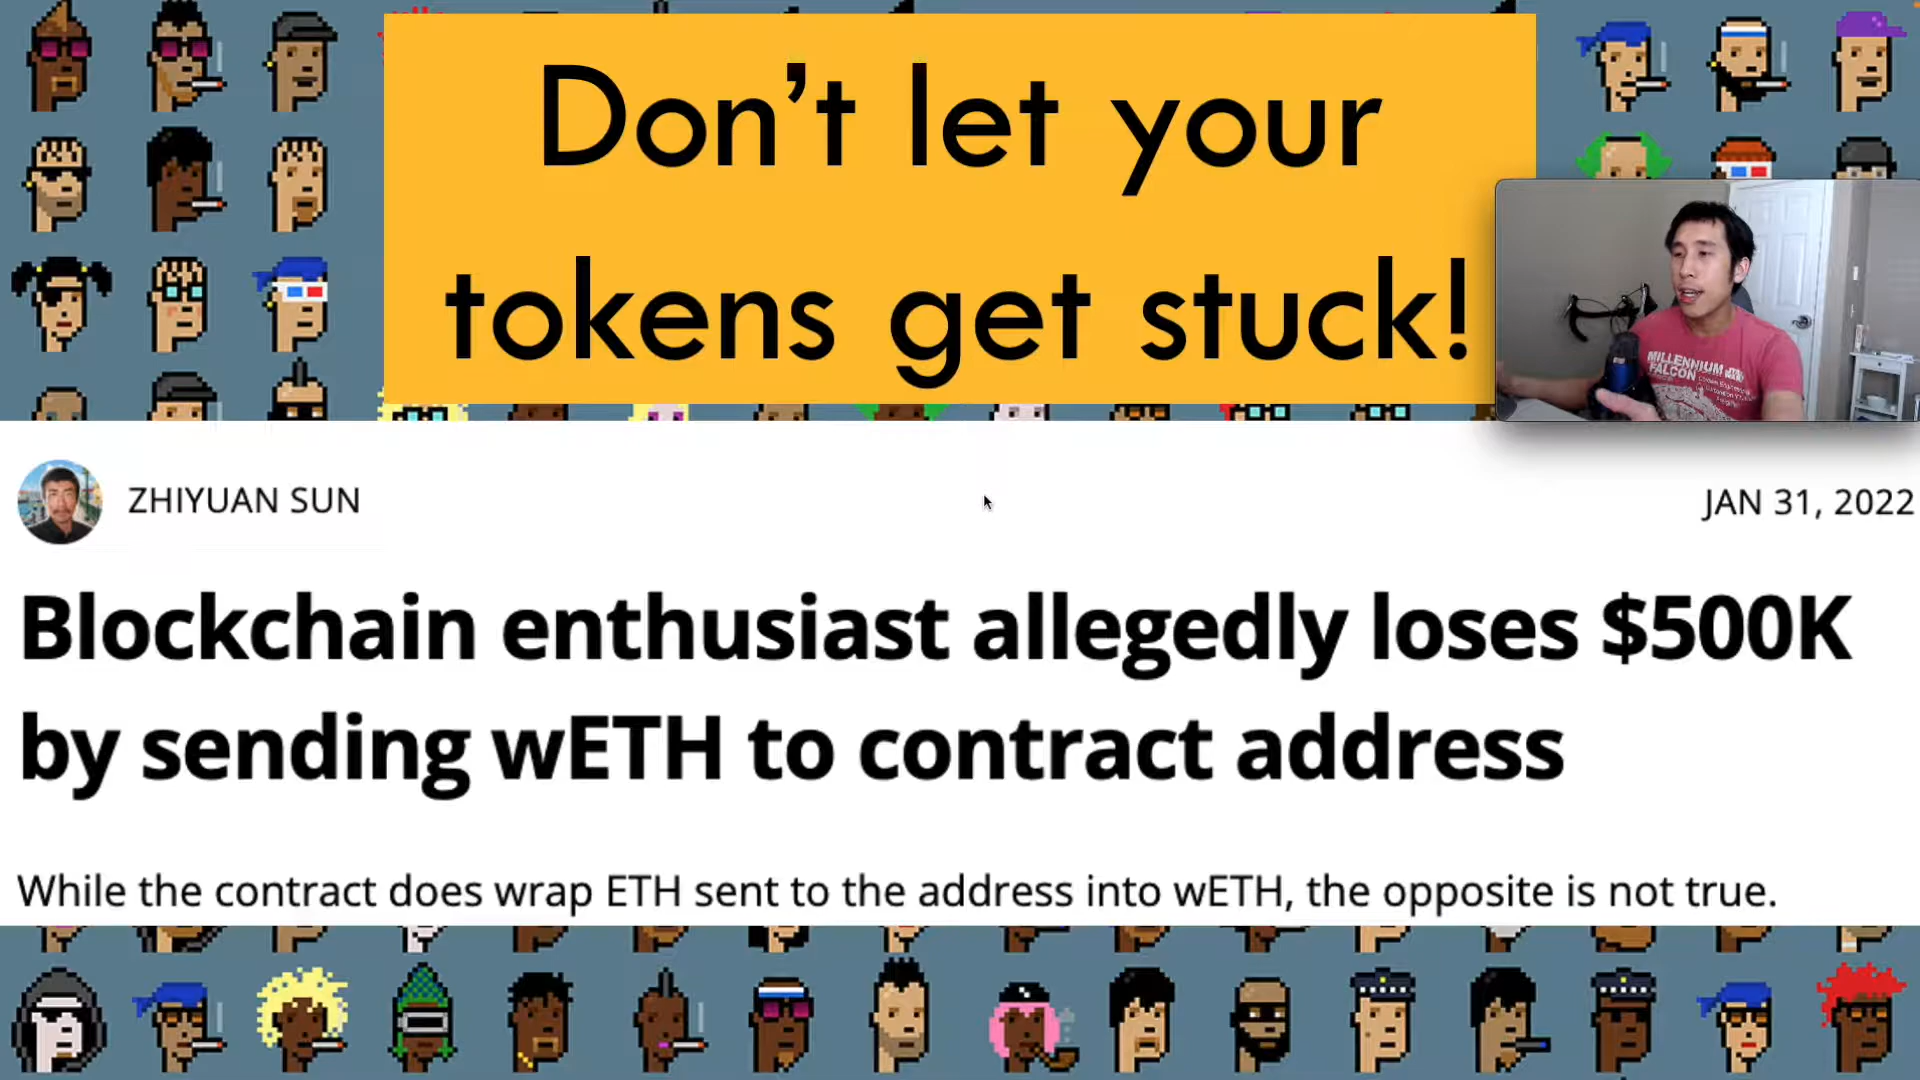 Don’t let your
tokens get stuck!
MILLENNIUM
FALCON
ZHIYUAN SUN
JAN 31, 2022
Blockchain enthusiast allegedly loses $500K
by sending wETH to contract address
While the contract does wrap ETH sent to the address into wETH, the opposite is not true.